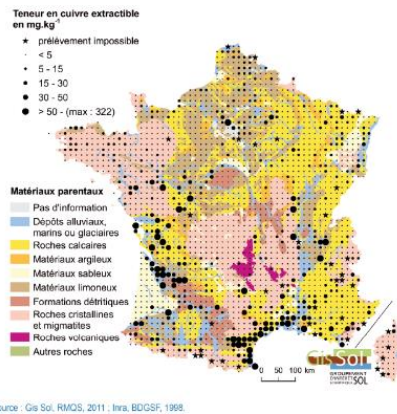 Teneur en cuivre extractible
en mg.kg⁻¹
prélèvement impossible
< 5
5 - 15
15 - 30
30 - 50
> 50 - (max : 322)
Matériaux parentaux
Pas d'information
Dépôts alluviaux,
marins ou glaciaires
Roches calcaires
Matériaux argileux
Matériaux sableux
Matériaux limoneux
Formations détritiques
Roches cristallines
et migmatites
Roches volcaniques
Autres roches
0 50 100 km
GisSol
GROUPEMENT
SOL
ource : Gis Sol, RMQS, 2011 ; Inra, BDGSF, 1998.